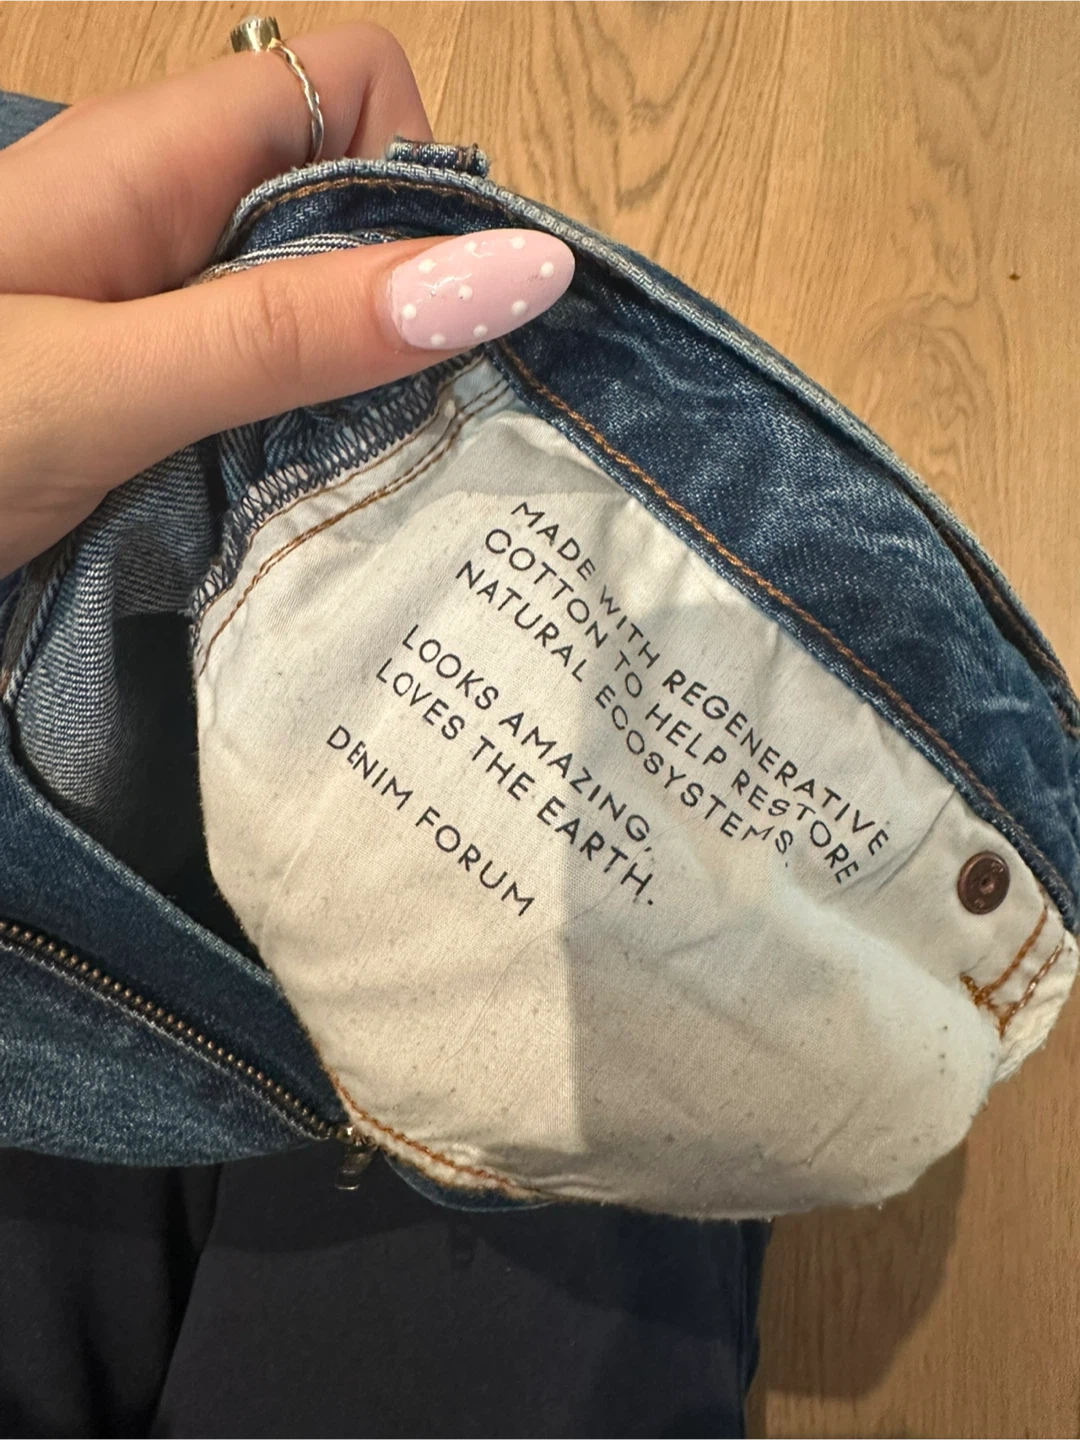 MADE WITH REGENERATIVE
COTTON TO HELP RESTORE
NATURAL ECOSYSTEMS.
LOOKS AMAZING,
LOVES THE EARTH.
DENIM FORUM